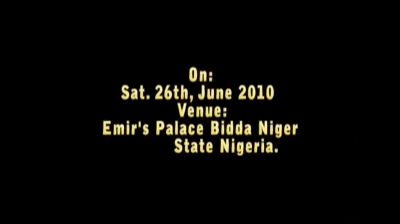 On:
Sat. 26th, June 2010
Venue:
Emir's Palace Bidda Niger
State Nigeria.